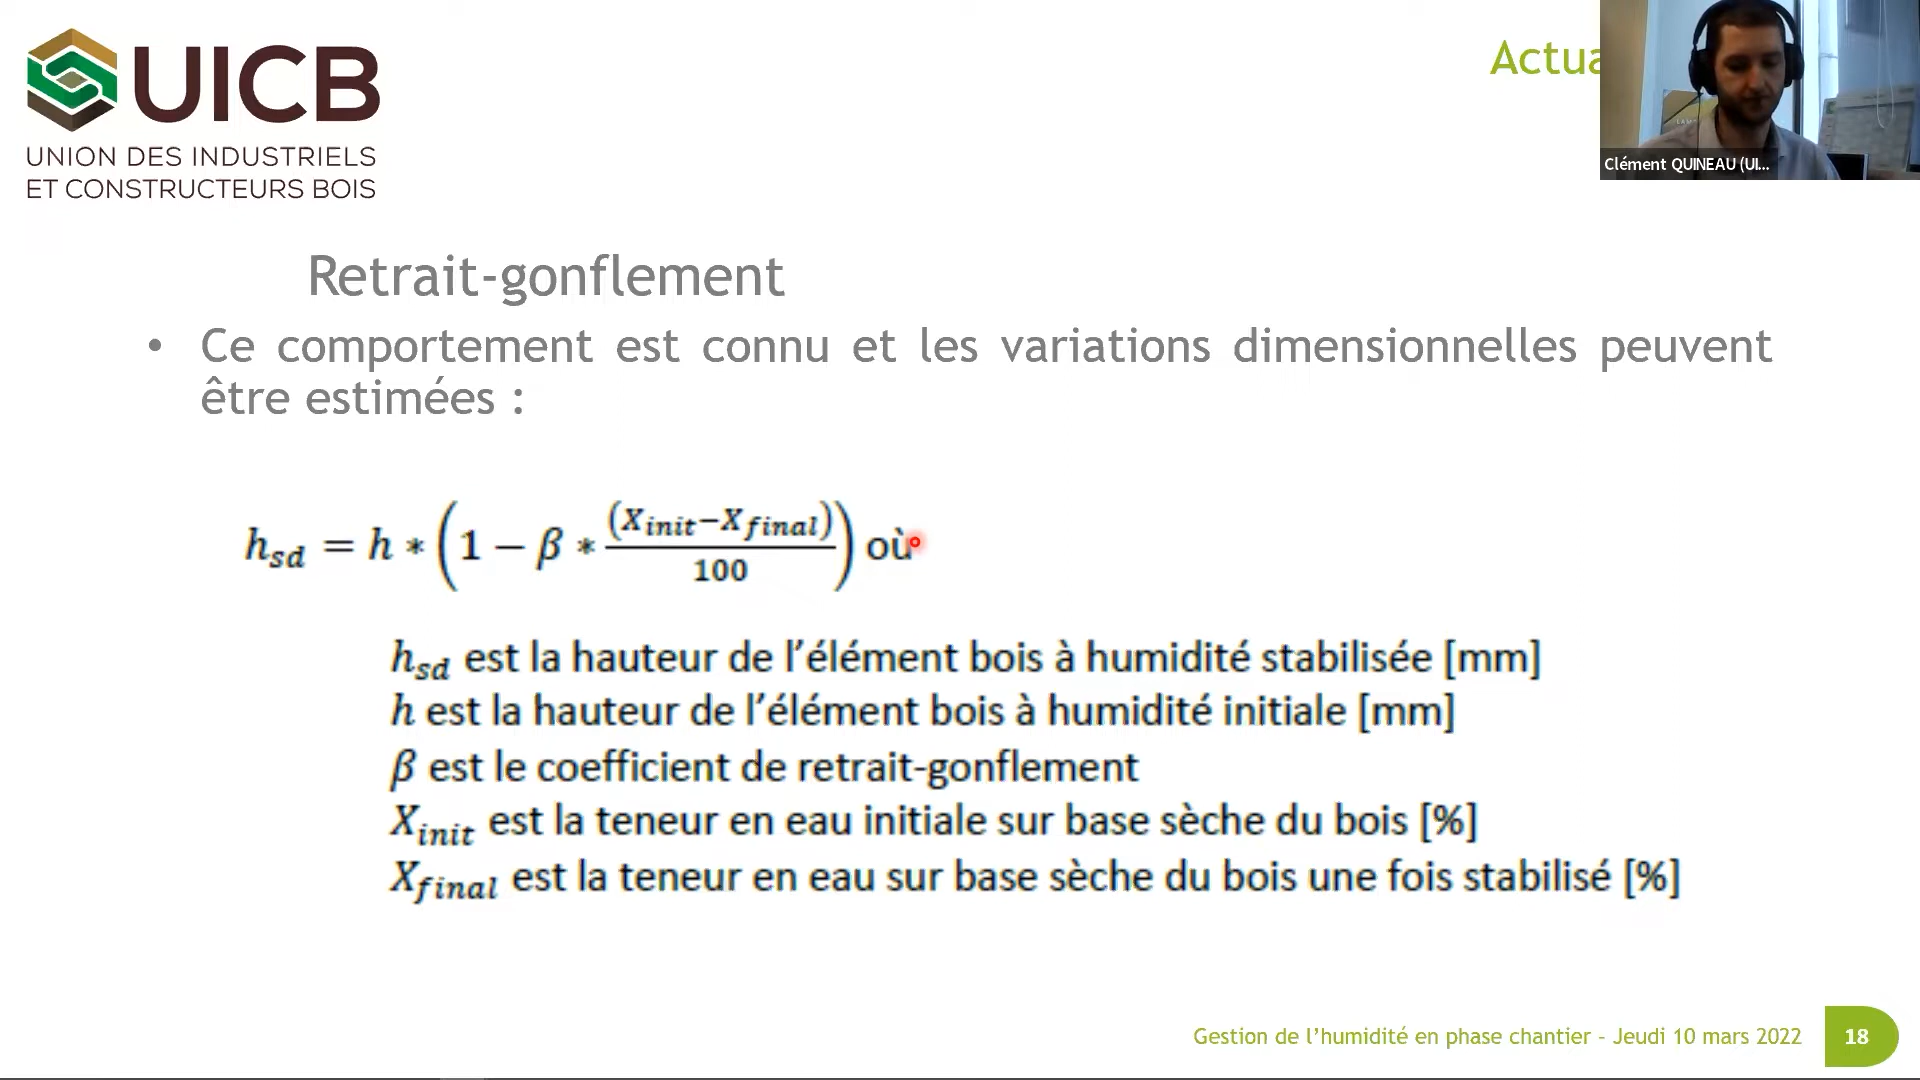 UICB
UNION DES INDUSTRIELS
ET CONSTRUCTEURS BOIS
Actua
Clément QUINEAU (UI...
Retrait-gonflement
• Ce comportement est connu et les variations dimensionnelles peuvent
être estimées :
h_sd = h * (1 − β * (X_init−X_final)/100) où
h_sd est la hauteur de l’élément bois à humidité stabilisée [mm]
h est la hauteur de l’élément bois à humidité initiale [mm]
β est le coefficient de retrait-gonflement
X_init est la teneur en eau initiale sur base sèche du bois [%]
X_final est la teneur en eau sur base sèche du bois une fois stabilisé [%]
Gestion de l’humidité en phase chantier – Jeudi 10 mars 2022
18